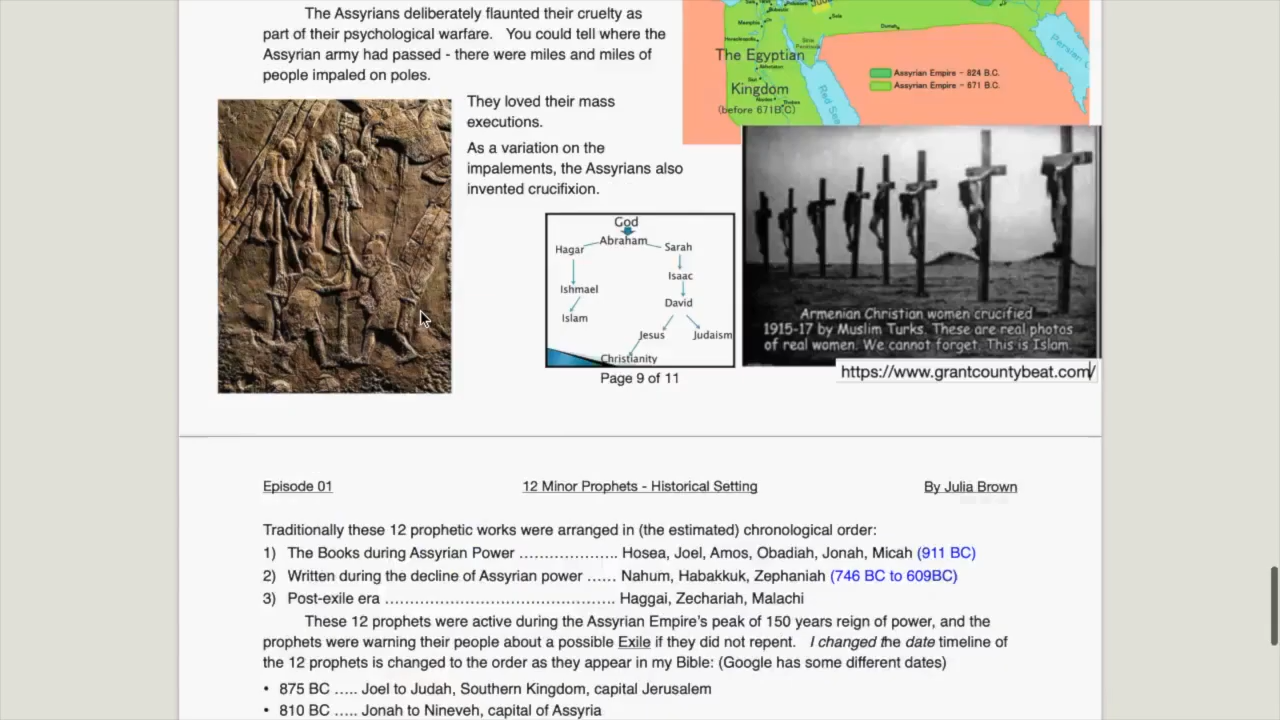 The Assyrians deliberately flaunted their cruelty as
part of their psychological warfare. You could tell where the
Assyrian army had passed - there were miles and miles of
people impaled on poles.
The Egyptian
Kingdom
(before 671B.C)
Red Sea
Persian
Assyrian Empire - 824 B.C.
Assyrian Empire - 671 B.C.
They loved their mass
executions.
As a variation on the
impalements, the Assyrians also
invented crucifixion.
God
Abraham
Hagar
Sarah
Isaac
Ishmael
David
Islam
Jesus
Judaism
Christianity
Armenian Christian women crucified
1915-17 by Muslim Turks. These are real photos
of real women. We cannot forget. This is Islam.
https://www.grantcountybeat.com/
Page 9 of 11
Episode 01 12 Minor Prophets - Historical Setting By Julia Brown
Traditionally these 12 prophetic works were arranged in (the estimated) chronological order:
1) The Books during Assyrian Power ……………….. Hosea, Joel, Amos, Obadiah, Jonah, Micah (911 BC)
2) Written during the decline of Assyrian power …… Nahum, Habakkuk, Zephaniah (746 BC to 609BC)
3) Post-exile era ………………………………………. Haggai, Zechariah, Malachi
These 12 prophets were active during the Assyrian Empire's peak of 150 years reign of power, and the
prophets were warning their people about a possible Exile if they did not repent. I changed the date timeline of
the 12 prophets is changed to the order as they appear in my Bible: (Google has some different dates)
• 875 BC ….. Joel to Judah, Southern Kingdom, capital Jerusalem
• 810 BC ….. Jonah to Nineveh, capital of Assyria